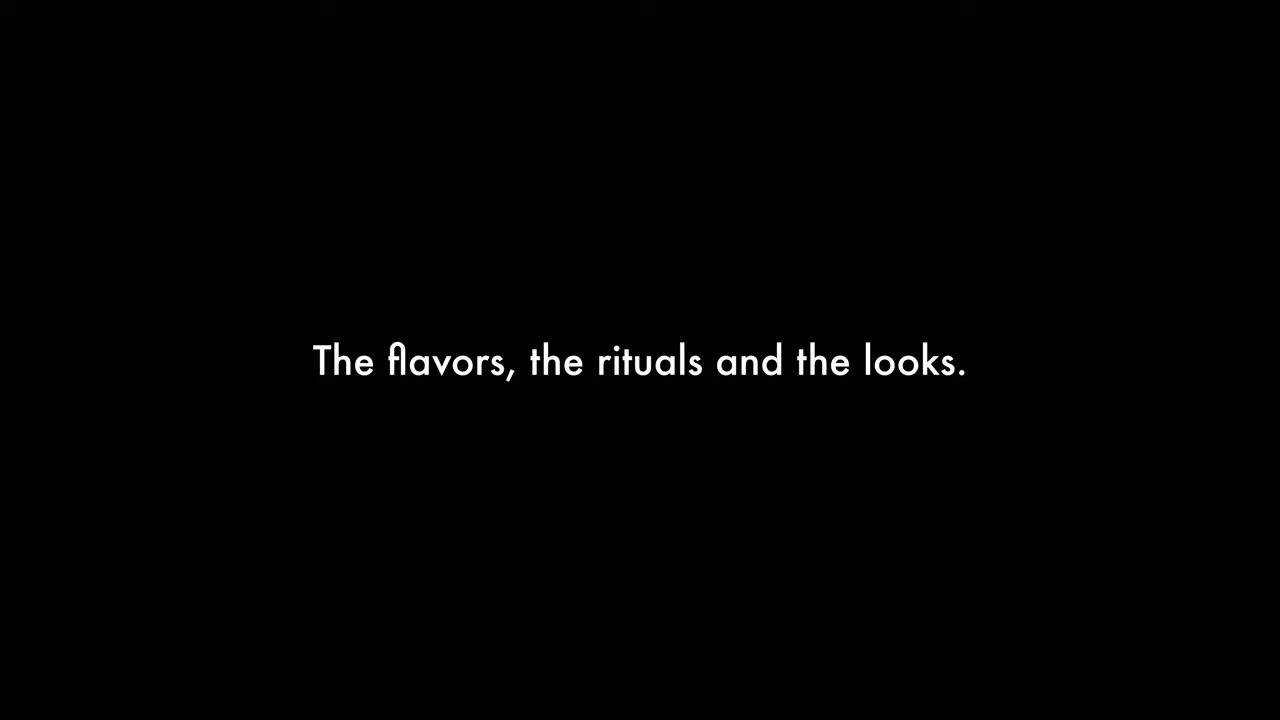 The flavors, the rituals and the looks.